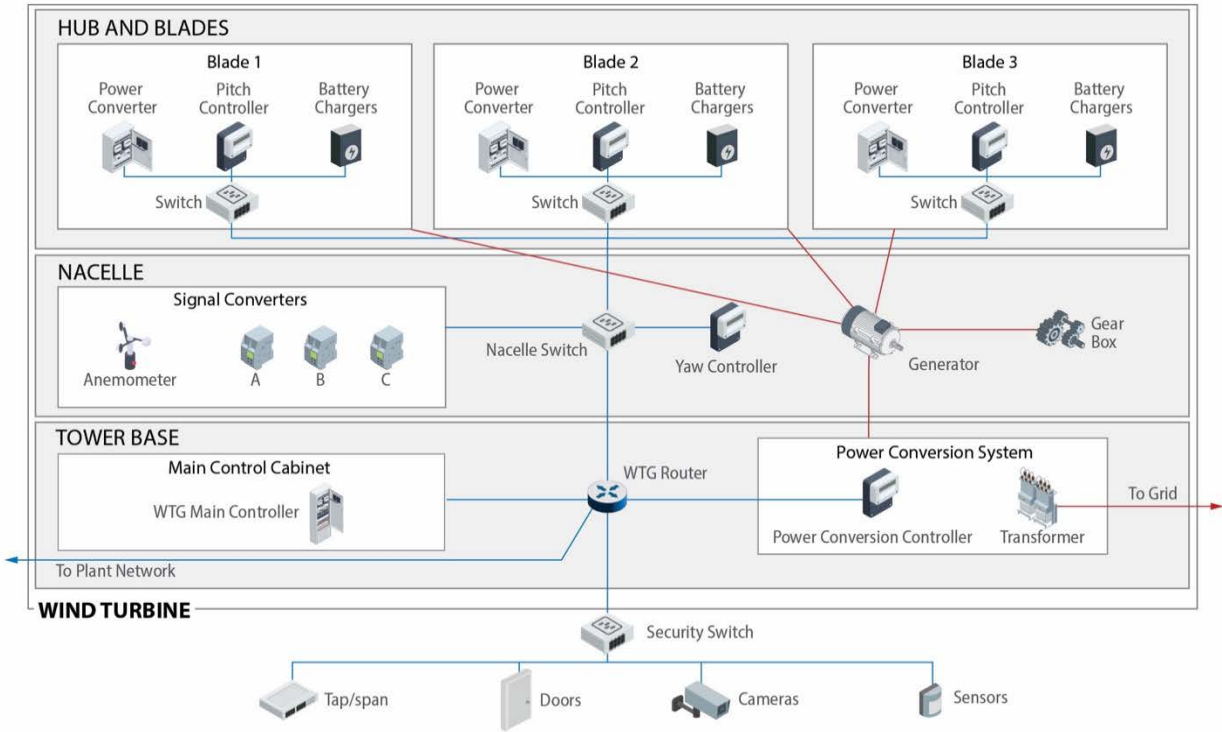 HUB AND BLADES
Blade 1
Power
Converter
Pitch
Controller
Battery
Chargers
Switch
Blade 2
Power
Converter
Pitch
Controller
Battery
Chargers
Switch
Blade 3
Power
Converter
Pitch
Controller
Battery
Chargers
Switch
NACELLE
Signal Converters
Anemometer
A
B
C
Nacelle Switch
Yaw Controller
Generator
Gear
Box
TOWER BASE
Main Control Cabinet
WTG Main Controller
WTG Router
Power Conversion System
Power Conversion Controller
Transformer
To Grid
To Plant Network
WIND TURBINE
Security Switch
Tap/span
Doors
Cameras
Sensors